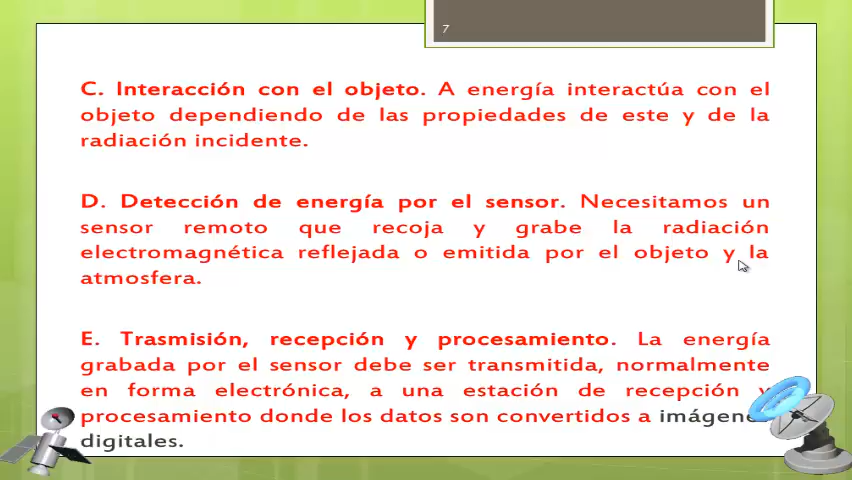 7
C. Interacción con el objeto. A energía interactúa con el
objeto dependiendo de las propiedades de este y de la
radiación incidente.
D. Detección de energía por el sensor. Necesitamos un
sensor remoto que recoja y grabe la radiación
electromagnética reflejada o emitida por el objeto y la
atmosfera.
E. Trasmisión, recepción y procesamiento. La energía
grabada por el sensor debe ser transmitida, normalmente
en forma electrónica, a una estación de recepción y
procesamiento donde los datos son convertidos a imágenes
digitales.